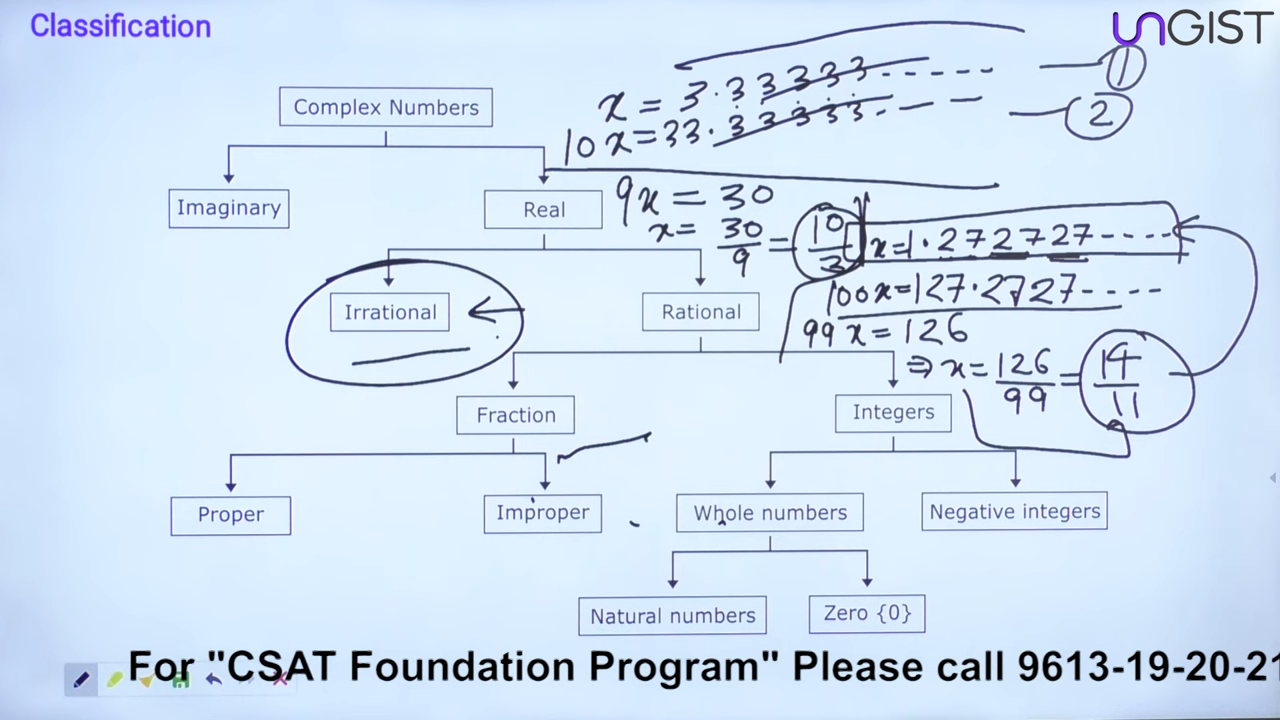 Classification
UNGIST
x = 3.33333------ ①
10x=33.33333.--- ②
9x = 30
x = 30/9 = 10/3
x=1.272727----
100x=127.2727----
99x=126
⇒ x = 126/99 = 14/11
Complex Numbers
Imaginary
Real
Irrational
Rational
Fraction
Integers
Proper
Improper
Whole numbers
Negative integers
Natural numbers
Zero {0}
For "CSAT Foundation Program" Please call 9613-19-20-21